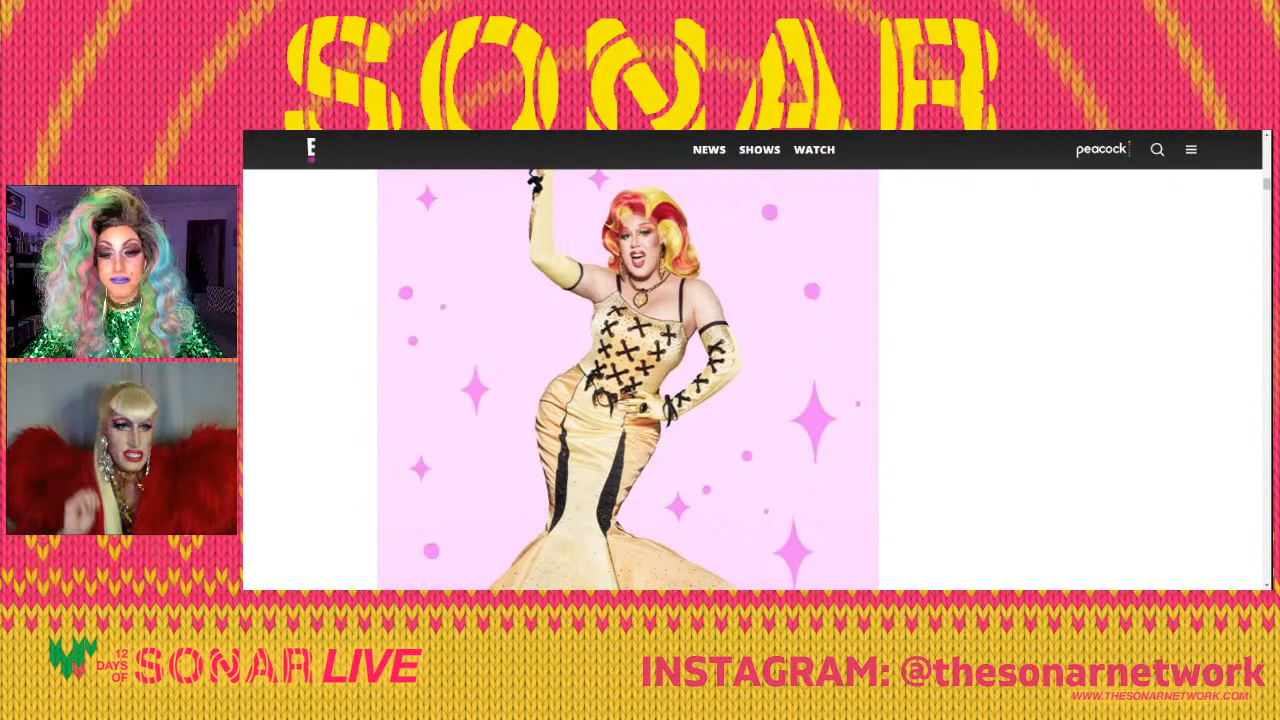 SONAR
E
NEWS SHOWS WATCH
peacock
12
DAYS
OF
SONAR LIVE
INSTAGRAM: @thesonarnetwork
WWW.THESONARNETWORK.COM